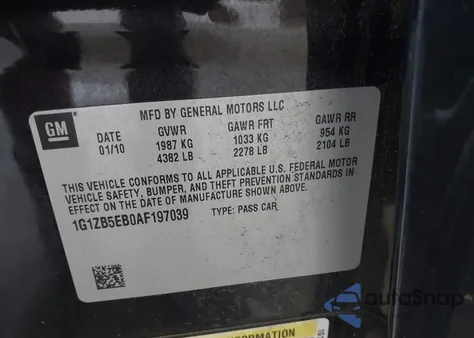 GM
MFD BY GENERAL MOTORS LLC
DATE GVWR GAWR FRT GAWR RR
01/10 1987 KG 1033 KG 954 KG
4382 LB 2278 LB 2104 LB
THIS VEHICLE CONFORMS TO ALL APPLICABLE U.S. FEDERAL MOTOR
VEHICLE SAFETY, BUMPER, AND THEFT PREVENTION STANDARDS IN
EFFECT ON THE DATE OF MANUFACTURE SHOWN ABOVE.
1G1ZB5EB0AF197039 TYPE: PASS CAR
autoSnap
INFORMATION